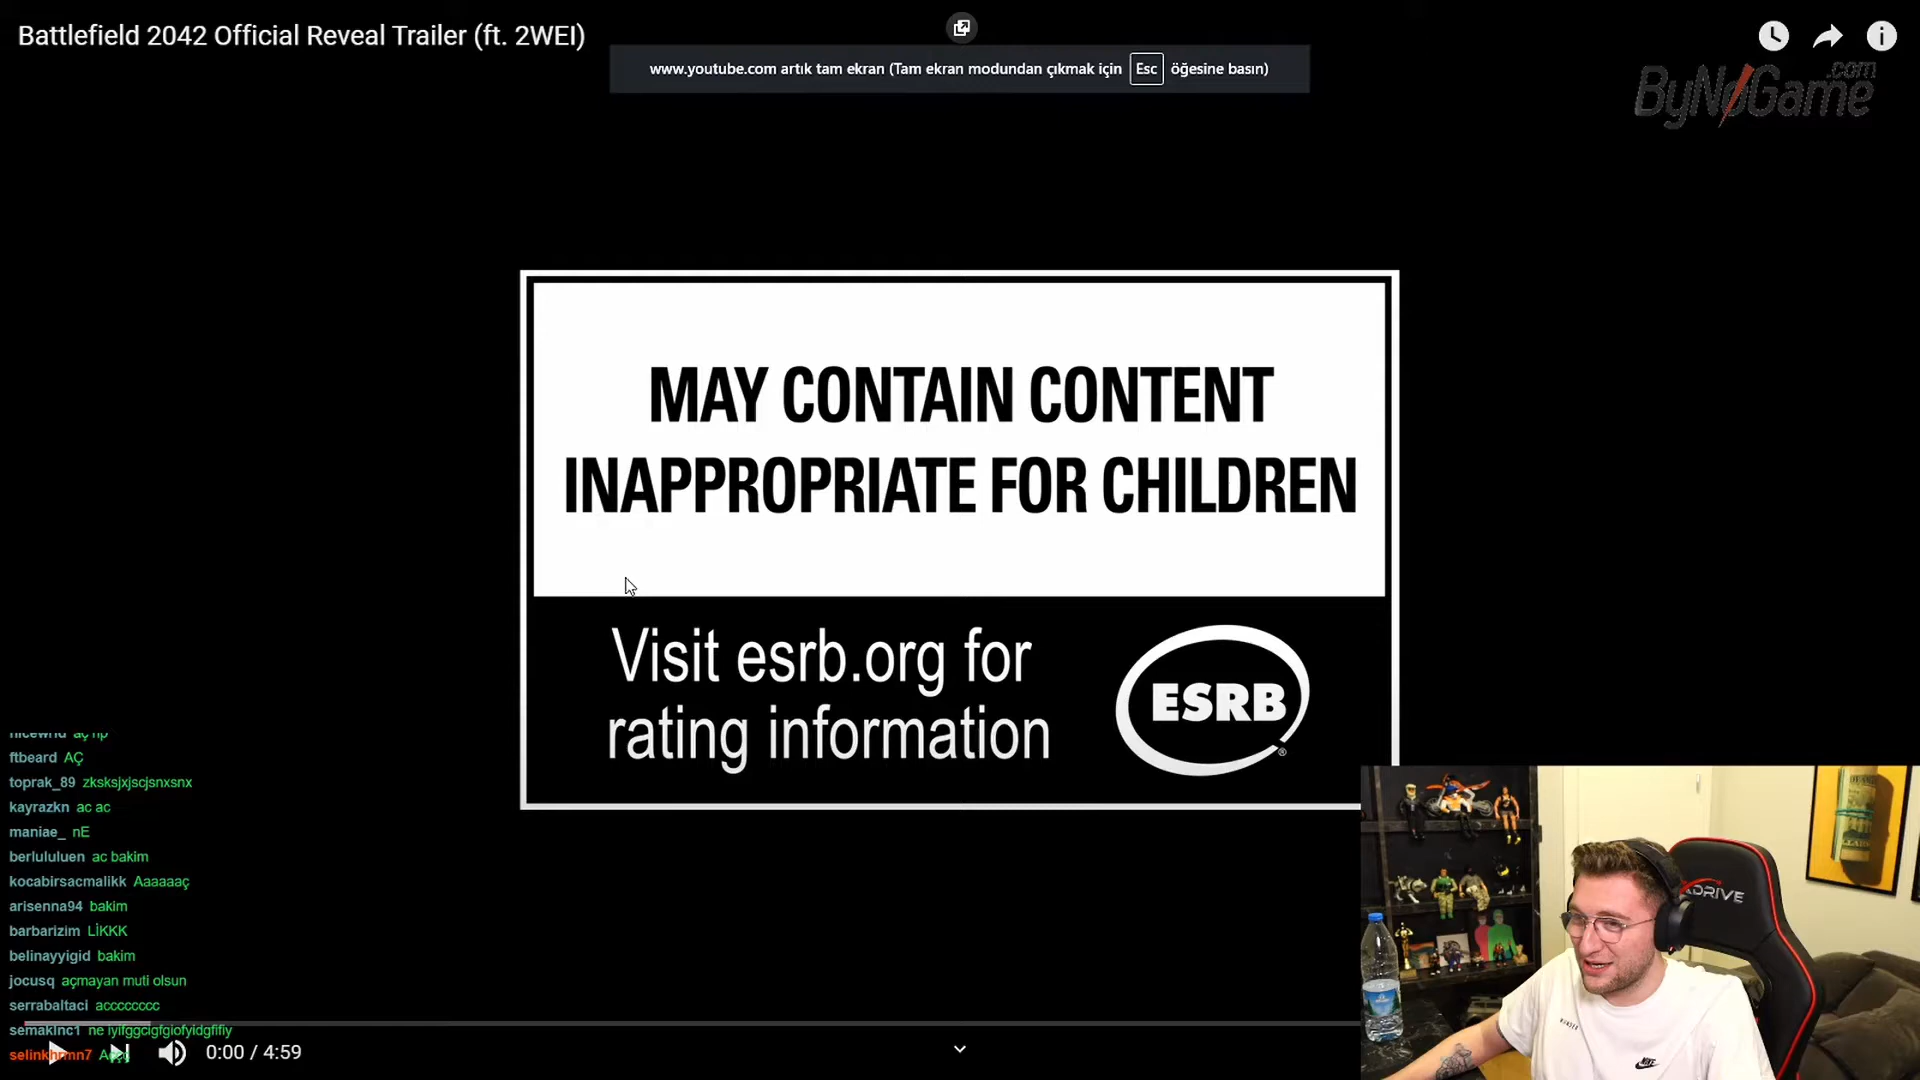 Battlefield 2042 Official Reveal Trailer (ft. 2WEI)
www.youtube.com artık tam ekran (Tam ekran modundan çıkmak için Esc öğesine basın)
ByNoGame.com
MAY CONTAIN CONTENT
INAPPROPRIATE FOR CHILDREN
Visit esrb.org for
rating information
ESRB
ftbeard AÇ
toprak_89 zksksjxjscjsnxsnx
kayrazkn ac ac
maniae_ nE
berlululuen ac bakim
kocabirsacmalikk Aaaaaaç
arisenna94 bakim
barbarizim LİKKK
belinayyigid bakim
jocusq açmayan muti olsun
serrabaltaci acccccccc
semaklnc1 ne iyifggcigfgiofyidgfifiy
0:00 / 4:59